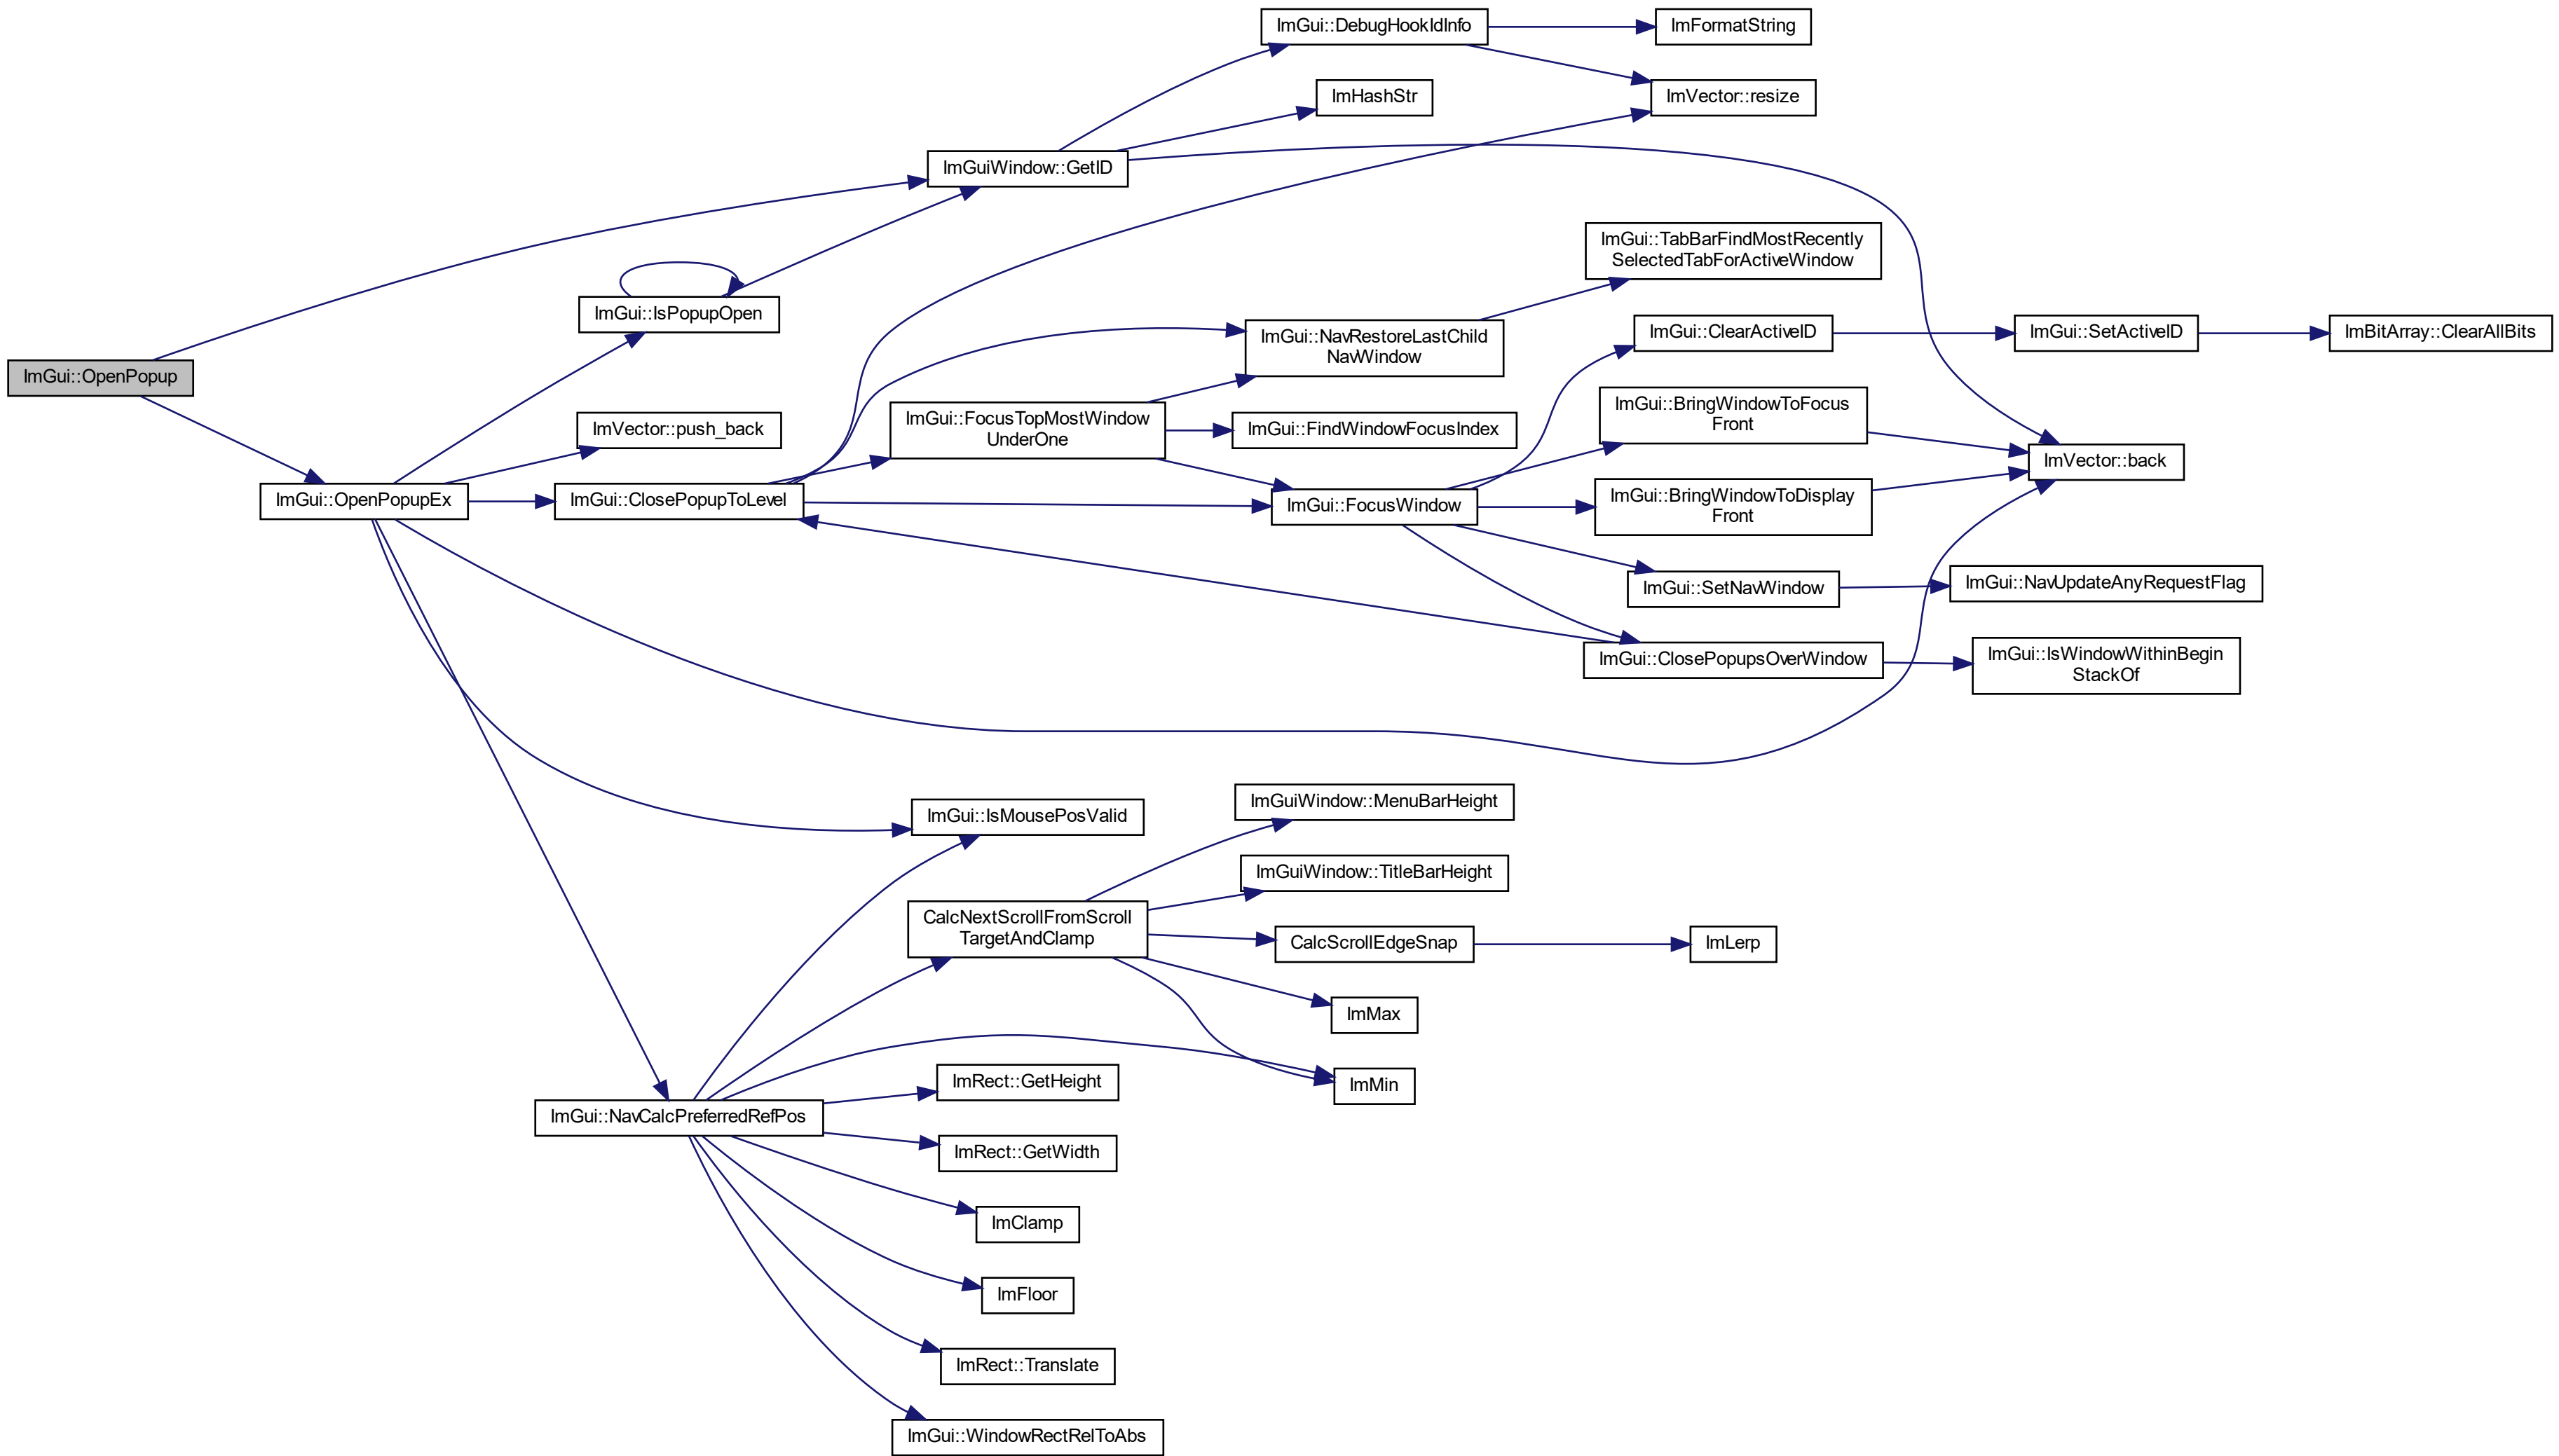 ImGui::OpenPopup
ImGui::OpenPopupEx
ImGui::IsPopupOpen
ImVector::push_back
ImGui::ClosePopupToLevel
ImGui::NavCalcPreferredRefPos
ImGuiWindow::GetID
ImGui::FocusTopMostWindow
UnderOne
ImGui::IsMousePosValid
CalcNextScrollFromScroll
TargetAndClamp
ImRect::GetHeight
ImRect::GetWidth
ImClamp
ImFloor
ImRect::Translate
ImGui::WindowRectRelToAbs
ImGui::DebugHookIdInfo
ImHashStr
ImGui::NavRestoreLastChild
NavWindow
ImGui::FindWindowFocusIndex
ImGui::FocusWindow
ImGuiWindow::MenuBarHeight
ImGuiWindow::TitleBarHeight
CalcScrollEdgeSnap
ImMax
ImMin
ImFormatString
ImVector::resize
ImGui::TabBarFindMostRecently
SelectedTabForActiveWindow
ImGui::ClearActiveID
ImGui::BringWindowToFocus
Front
ImGui::BringWindowToDisplay
Front
ImGui::SetNavWindow
ImGui::ClosePopupsOverWindow
ImLerp
ImGui::SetActiveID
ImVector::back
ImGui::NavUpdateAnyRequestFlag
ImGui::IsWindowWithinBegin
StackOf
ImBitArray::ClearAllBits